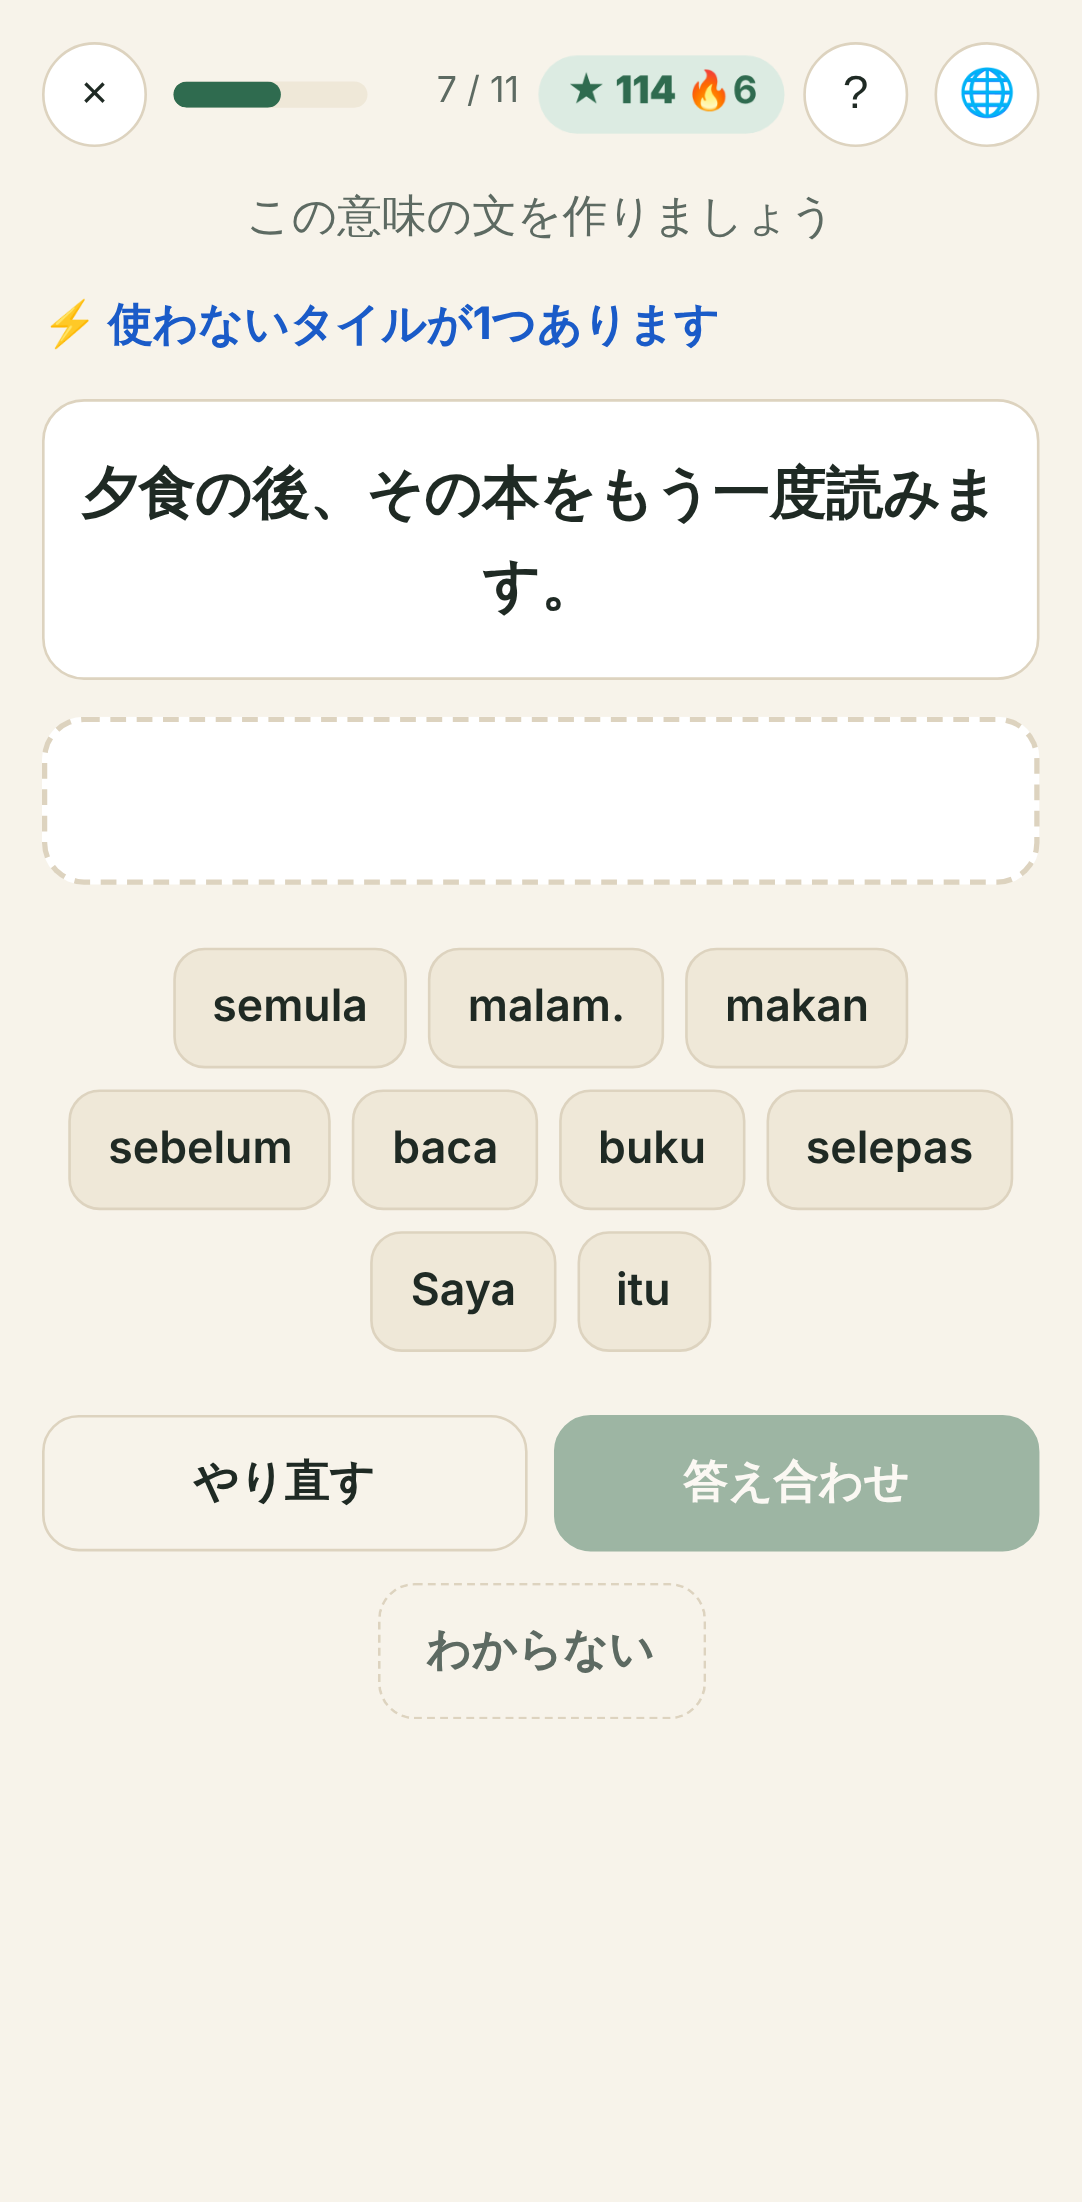 ×
7 / 11
★ 114 🔥6
?
🌐
この意味の文を作りましょう
⚡ 使わないタイルが1つあります
夕食の後、その本をもう一度読みま
す。
semula malam. makan
sebelum baca buku selepas
Saya itu
やり直す 答え合わせ
わからない